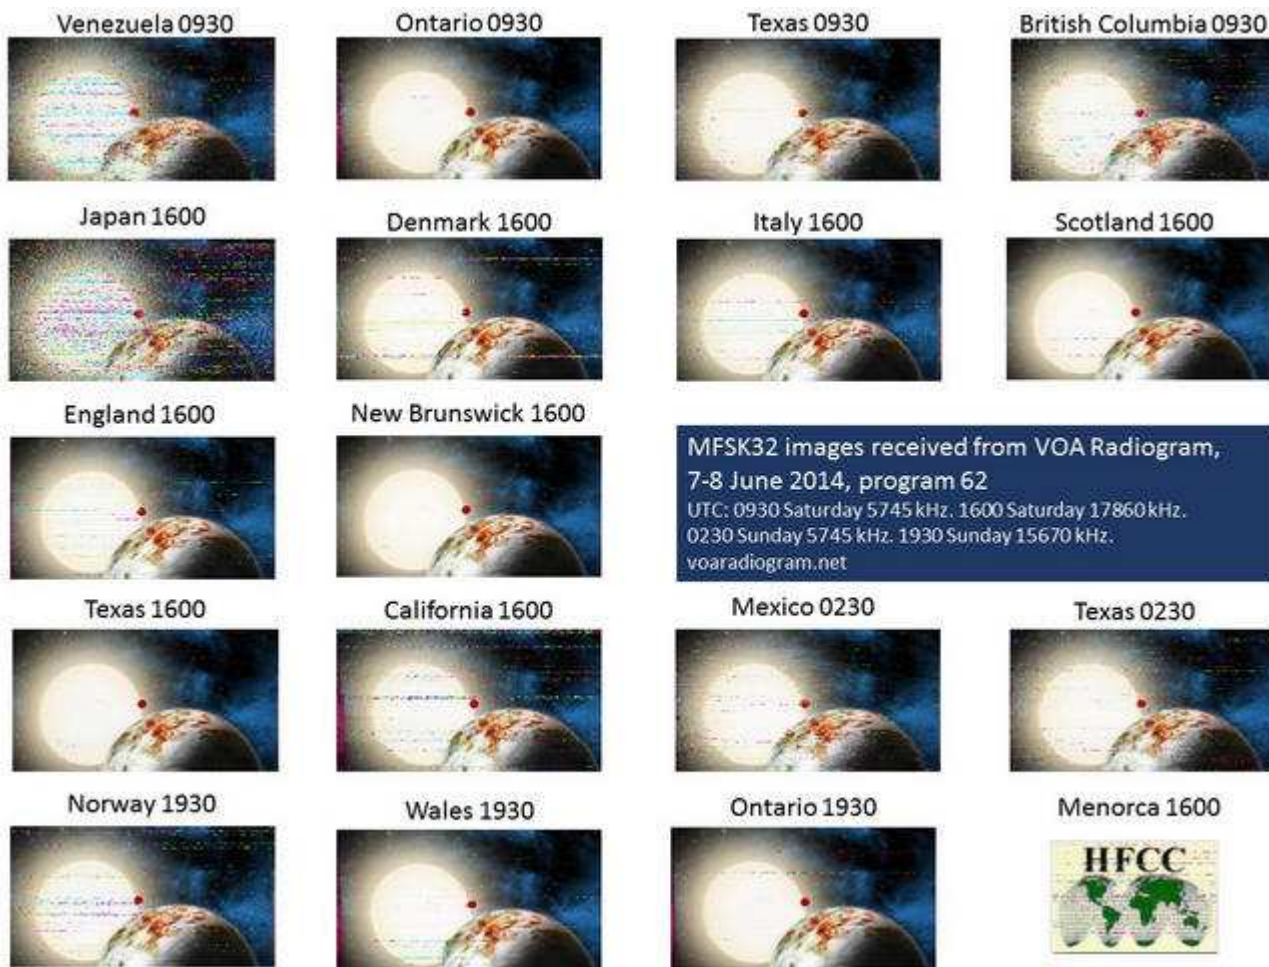 Venezuela 0930
Ontario 0930
Texas 0930
British Columbia 0930
Japan 1600
Denmark 1600
Italy 1600
Scotland 1600
England 1600
New Brunswick 1600
MFSK32 images received from VOA Radiogram,
7-8 June 2014, program 62
UTC: 0930 Saturday 5745 kHz. 1600 Saturday 17860 kHz.
0230 Sunday 5745 kHz. 1930 Sunday 15670 kHz.
voaradiogram.net
Texas 1600
California 1600
Mexico 0230
Texas 0230
Norway 1930
Wales 1930
Ontario 1930
Menorca 1600
HFCC